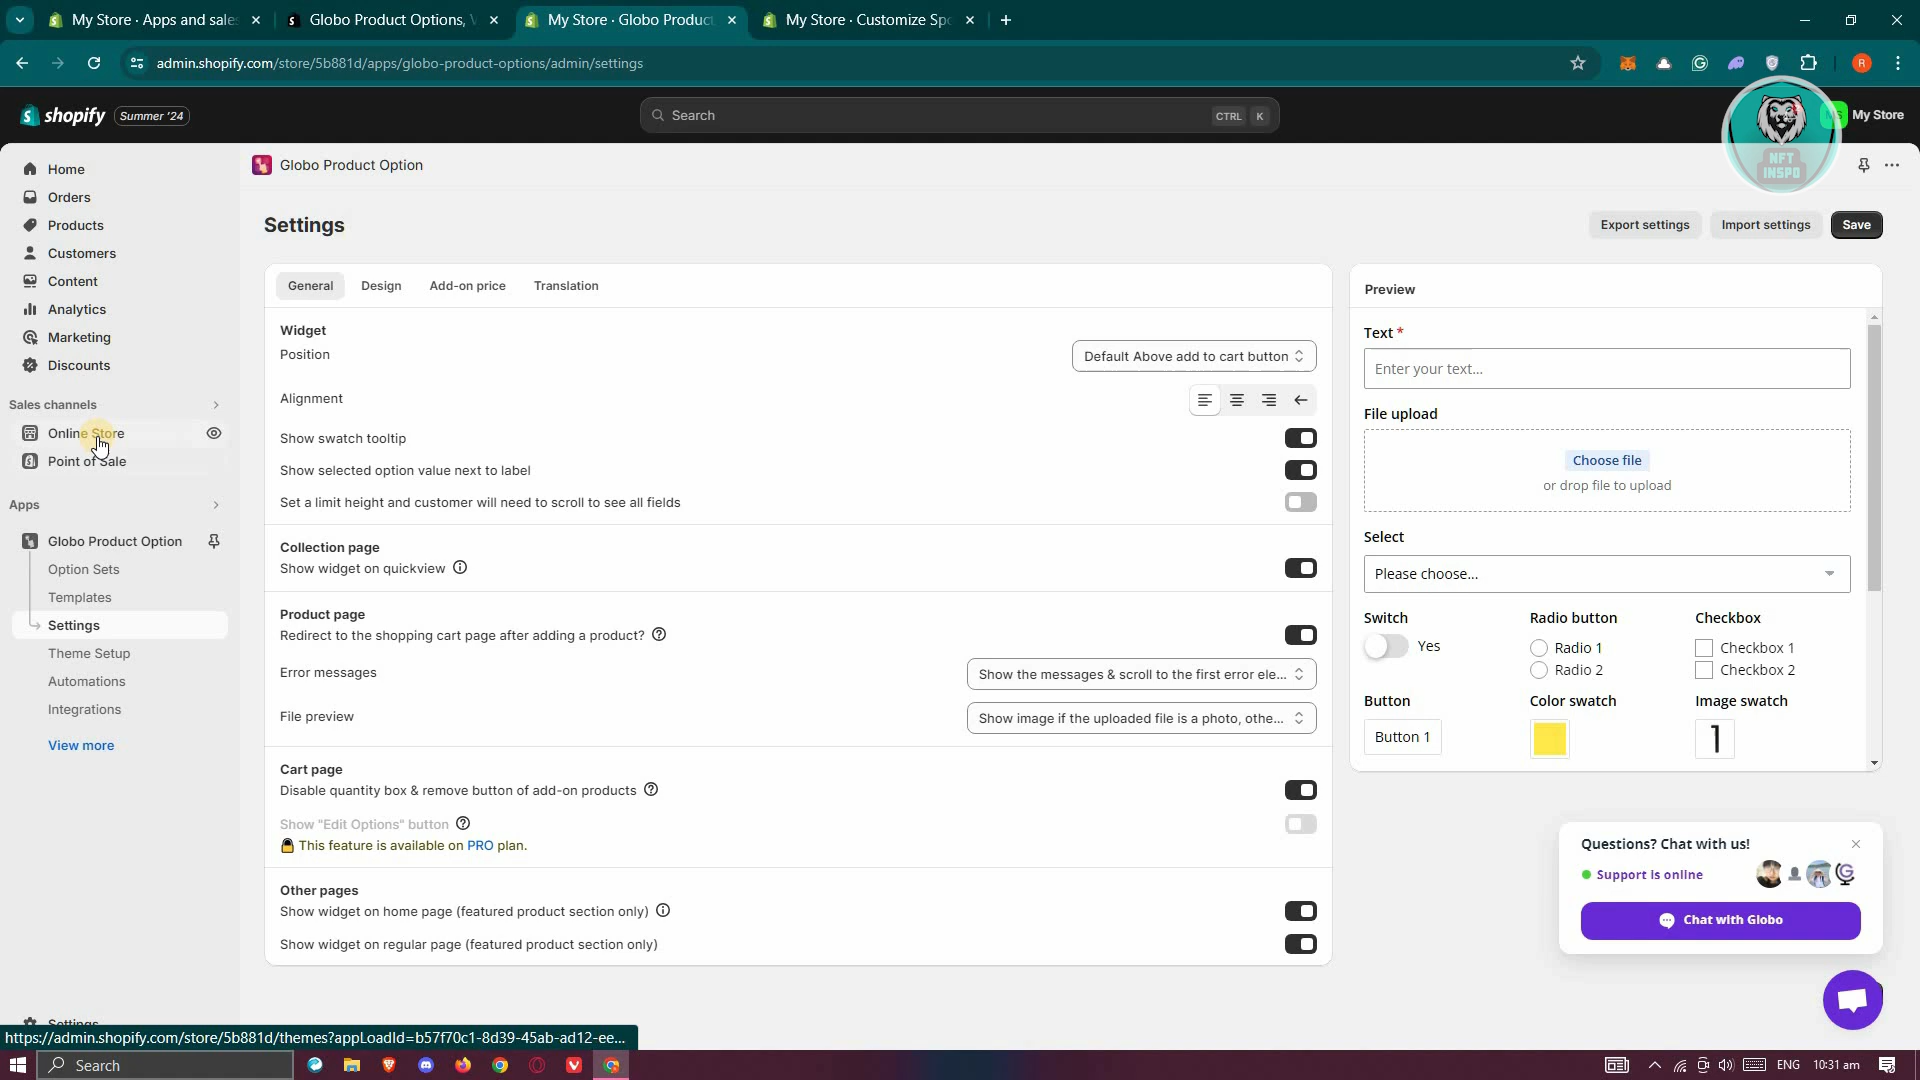 My Store · Apps and sale
Globo Product Options, V
My Store · Globo Product
My Store · Customize Spo
admin.shopify.com/store/5b881d/apps/globo-product-options/admin/settings
R
shopify
Summer '24
Search
CTRL
K
My Store
NFT
INSPO
Home
Orders
Products
Customers
Content
Analytics
Marketing
Discounts
Sales channels
Online Store
Point of Sale
Apps
Globo Product Option
Option Sets
Templates
Settings
Theme Setup
Automations
Integrations
View more
Settings
Globo Product Option
Settings
Export settings
Import settings
Save
General
Design
Add-on price
Translation
Widget
Position
Default Above add to cart button
Alignment
Show swatch tooltip
Show selected option value next to label
Set a limit height and customer will need to scroll to see all fields
Collection page
Show widget on quickview
Product page
Redirect to the shopping cart page after adding a product?
Error messages
Show the messages & scroll to the first error ele...
File preview
Show image if the uploaded file is a photo, othe...
Cart page
Disable quantity box & remove button of add-on products
Show "Edit Options" button
This feature is available on PRO plan.
Other pages
Show widget on home page (featured product section only)
Show widget on regular page (featured product section only)
Preview
Text *
Enter your text...
File upload
Choose file
or drop file to upload
Select
Please choose...
Switch
Radio button
Checkbox
Yes
Radio 1
Checkbox 1
Radio 2
Checkbox 2
Button
Color swatch
Image swatch
Button 1
1
Questions? Chat with us!
Support is online
Chat with Globo
https://admin.shopify.com/store/5b881d/themes?appLoadId=b57f70c1-8d39-45ab-ad12-ee...
Search
ENG
10:31 am